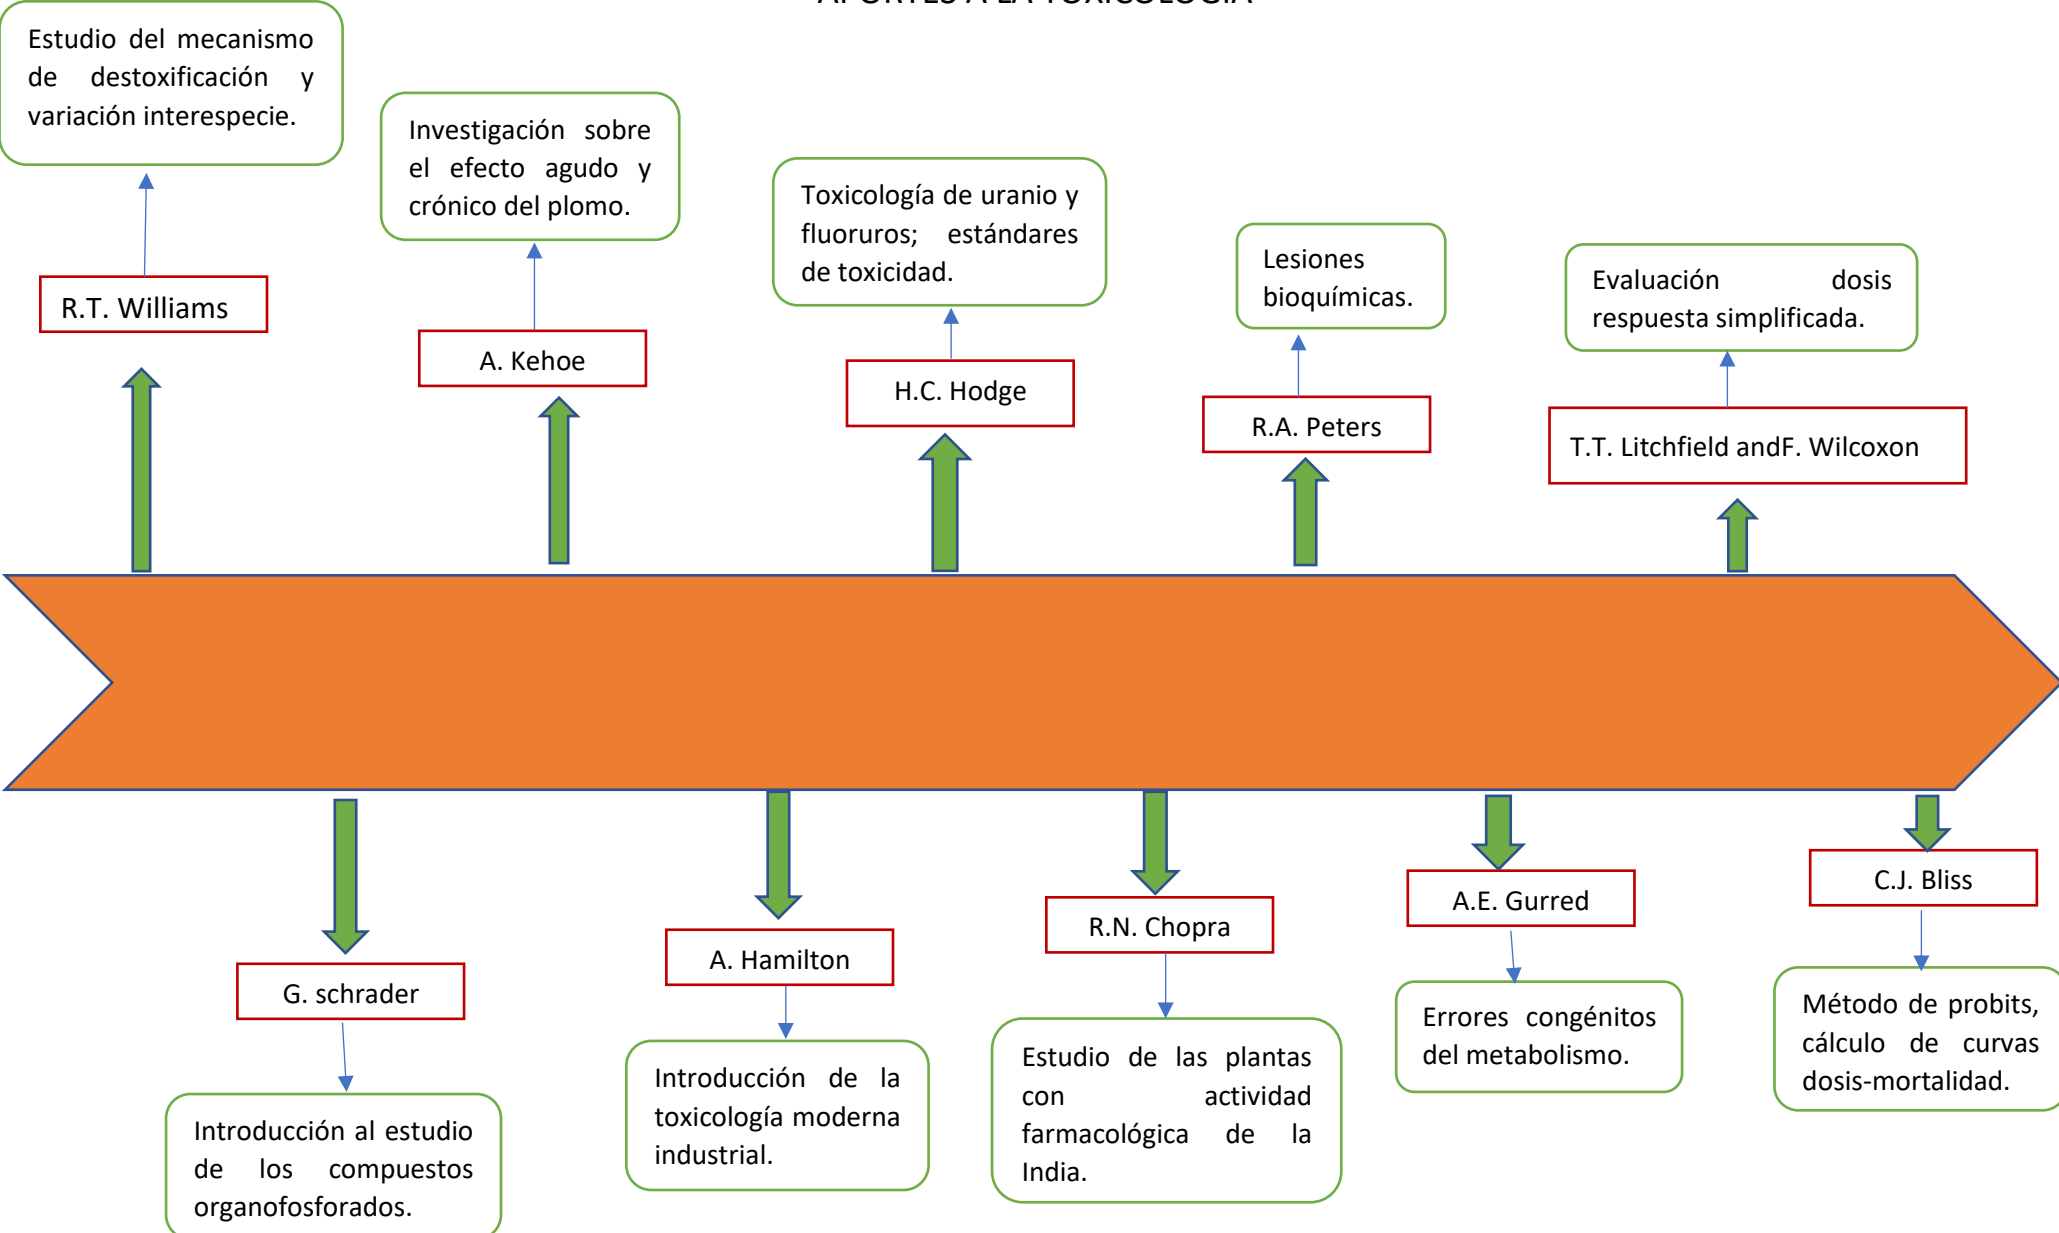 APORTES A LA TOXICOLOGIA
Estudio del mecanismo
de destoxificación y
variación interespecie.
Investigación sobre
el efecto agudo y
crónico del plomo.
Toxicología de uranio y
fluoruros; estándares
de toxicidad.
Lesiones
bioquímicas.
Evaluación dosis
respuesta simplificada.
R.T. Williams
A. Kehoe
H.C. Hodge
R.A. Peters
T.T. Litchfield andF. Wilcoxon
G. schrader
A. Hamilton
R.N. Chopra
A.E. Gurred
C.J. Bliss
Introducción al estudio
de los compuestos
organofosforados.
Introducción de la
toxicología moderna
industrial.
Estudio de las plantas
con actividad
farmacológica de la
India.
Errores congénitos
del metabolismo.
Método de probits,
cálculo de curvas
dosis-mortalidad.